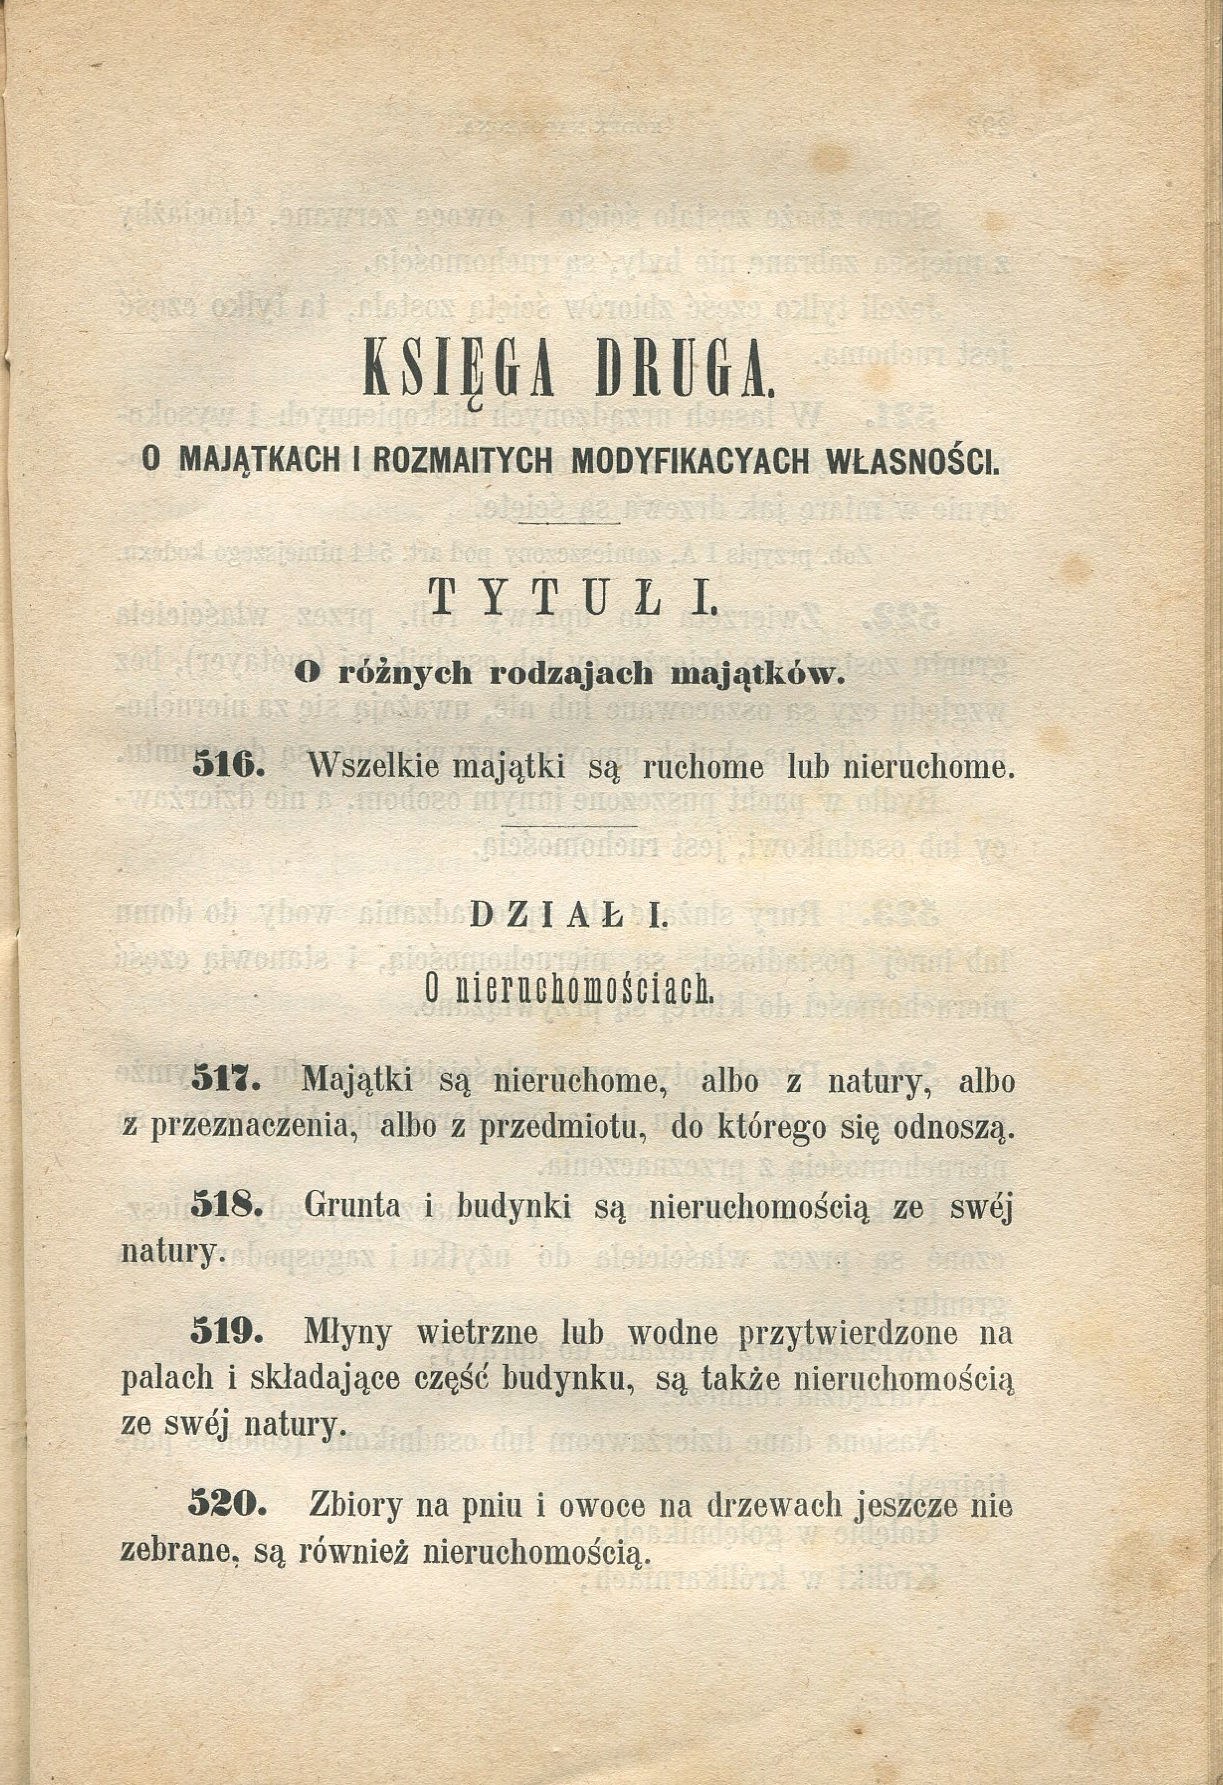 KSIĘGA DRUGA.
O MAJĄTKACH I ROZMAITYCH MODYFIKACYACH WŁASNOŚCI.
TYTUŁ I.
O różnych rodzajach majątków.
516. Wszelkie majątki są ruchome lub nieruchome.
DZIAŁ I.
O nieruchomościach.
517. Majątki są nieruchome, albo z natury, albo
z przeznaczenia, albo z przedmiotu, do którego się odnoszą.
518. Grunta i budynki są nieruchomością ze swéj
natury.
519. Młyny wietrzne lub wodne przytwierdzone na
palach i składające część budynku, są także nieruchomością
ze swéj natury.
520. Zbiory na pniu i owoce na drzewach jeszcze nie
zebrane, są również nieruchomością.